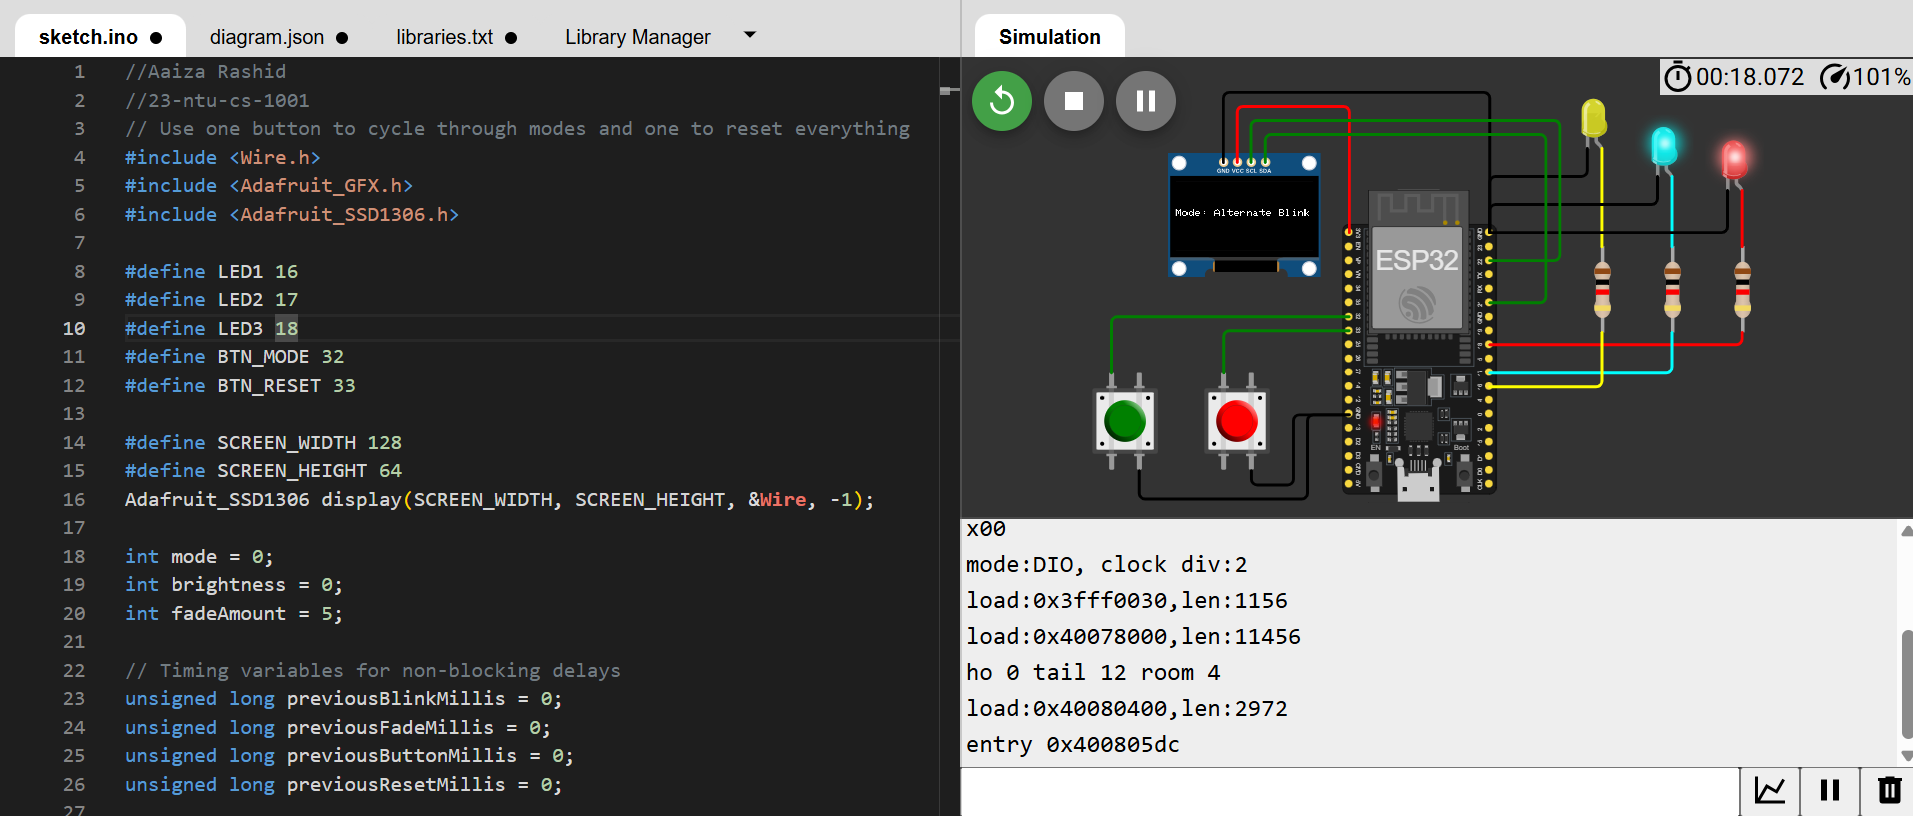 sketch.ino
diagram.json
libraries.txt
Library Manager
1 //Aaiza Rashid
2 //23-ntu-cs-1001
3 // Use one button to cycle through modes and one to reset everything
4 #include <Wire.h>
5 #include <Adafruit_GFX.h>
6 #include <Adafruit_SSD1306.h>
7
8 #define LED1 16
9 #define LED2 17
10 #define LED3 18
11 #define BTN_MODE 32
12 #define BTN_RESET 33
13
14 #define SCREEN_WIDTH 128
15 #define SCREEN_HEIGHT 64
16 Adafruit_SSD1306 display(SCREEN_WIDTH, SCREEN_HEIGHT, &Wire, -1);
17
18 int mode = 0;
19 int brightness = 0;
20 int fadeAmount = 5;
21
22 // Timing variables for non-blocking delays
23 unsigned long previousBlinkMillis = 0;
24 unsigned long previousFadeMillis = 0;
25 unsigned long previousButtonMillis = 0;
26 unsigned long previousResetMillis = 0;
27
Simulation
00:18.072 101%
GND VCC SCL SDA
Mode: Alternate Blink
ESP32
EN
Boot
x00
mode:DIO, clock div:2
load:0x3fff0030,len:1156
load:0x40078000,len:11456
ho 0 tail 12 room 4
load:0x40080400,len:2972
entry 0x400805dc